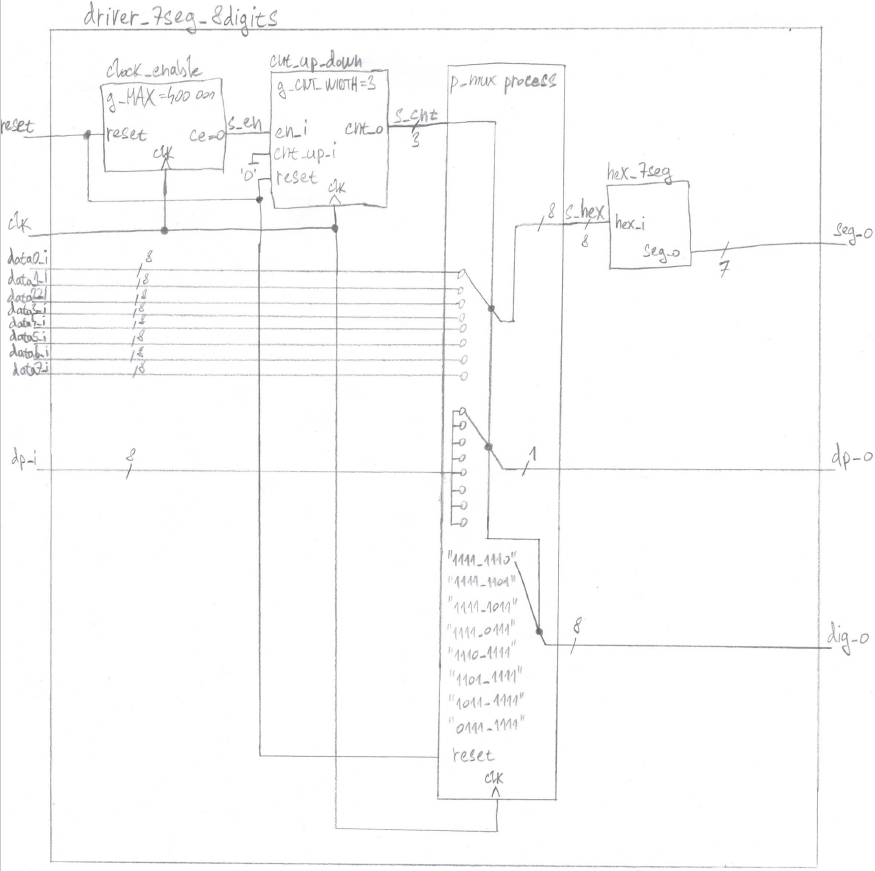 driver_7seg_8digits
clock_enable
g_MAX=400 000
reset
reset
ce=0
clk
s_en
cnt_up_down
g_CNT_WIDTH=3
en_i
cnt_o
cnt_up_i
'0'
reset
clk
s_cnt
3
p_mux process
hex_7seg
8
s_hex
8
hex_i
seg_o
seg_o
7
clk
data0_i
8
data1_i
8
data2_i
8
data3_i
8
data4_i
8
data5_i
8
data6_i
8
data7_i
8
dp_i
8
1
dp_o
"1111_1110"
"1111_1101"
"1111_1011"
"1111_0111"
"1110_1111"
"1101_1111"
"1011_1111"
"0111_1111"
8
dig_o
reset
clk